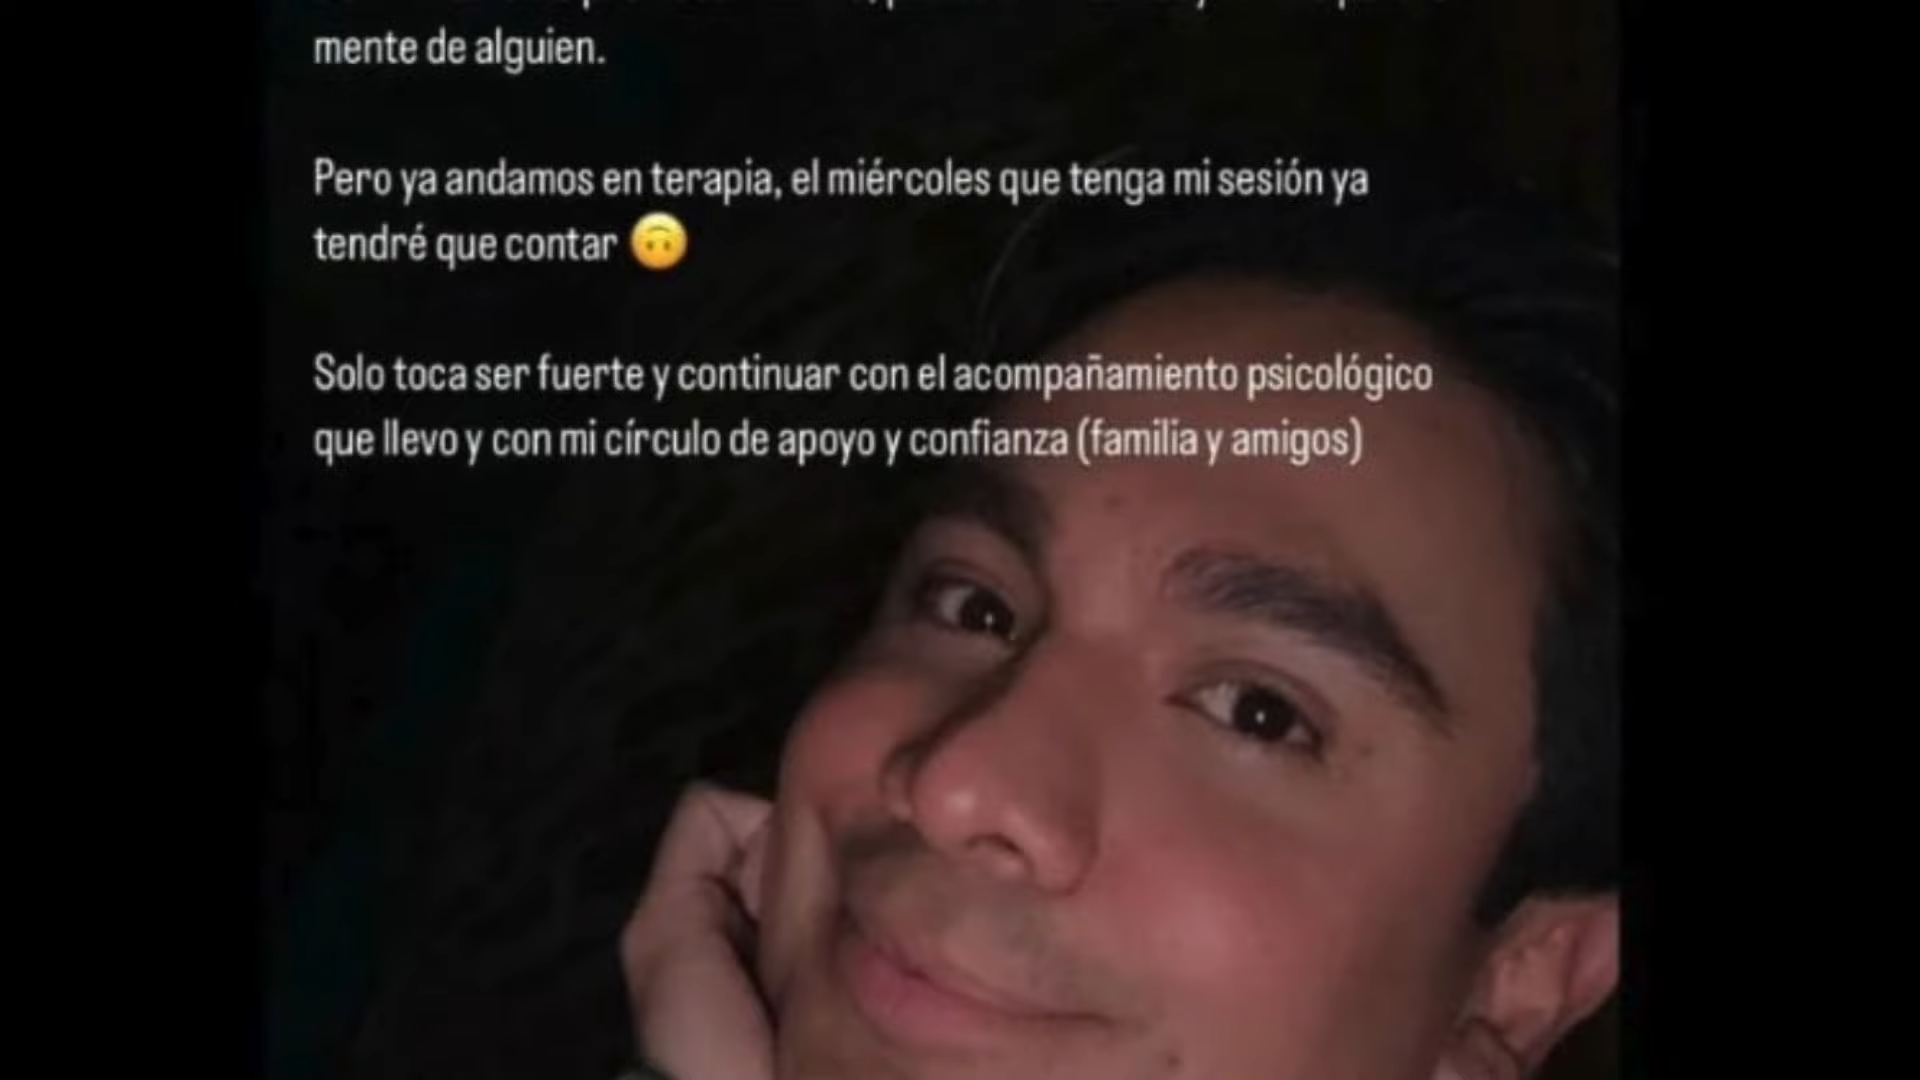 mente de alguien.
Pero ya andamos en terapia, el miércoles que tenga mi sesión ya
tendré que contar 🙃
Solo toca ser fuerte y continuar con el acompañamiento psicológico
que llevo y con mi círculo de apoyo y confianza (familia y amigos)